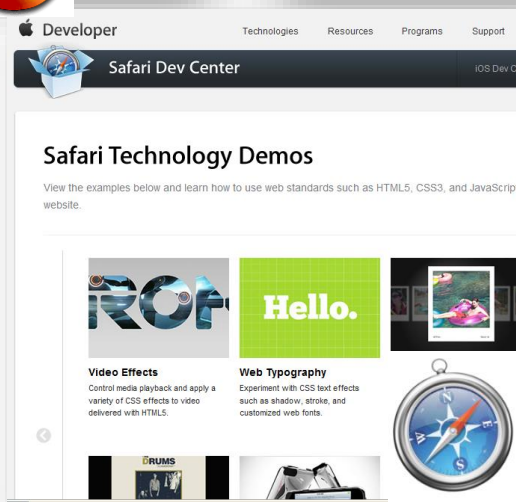 Developer
Technologies Resources Programs Support
Safari Dev Center
iOS Dev C
Safari Technology Demos
View the examples below and learn how to use web standards such as HTML5, CSS3, and JavaScrip
website.
Hello.
Video Effects
Control media playback and apply a
variety of CSS effects to video
delivered with HTML5.
Web Typography
Experiment with CSS text effects
such as shadow, stroke, and
customized web fonts.
N
E
S
W
DRUMS